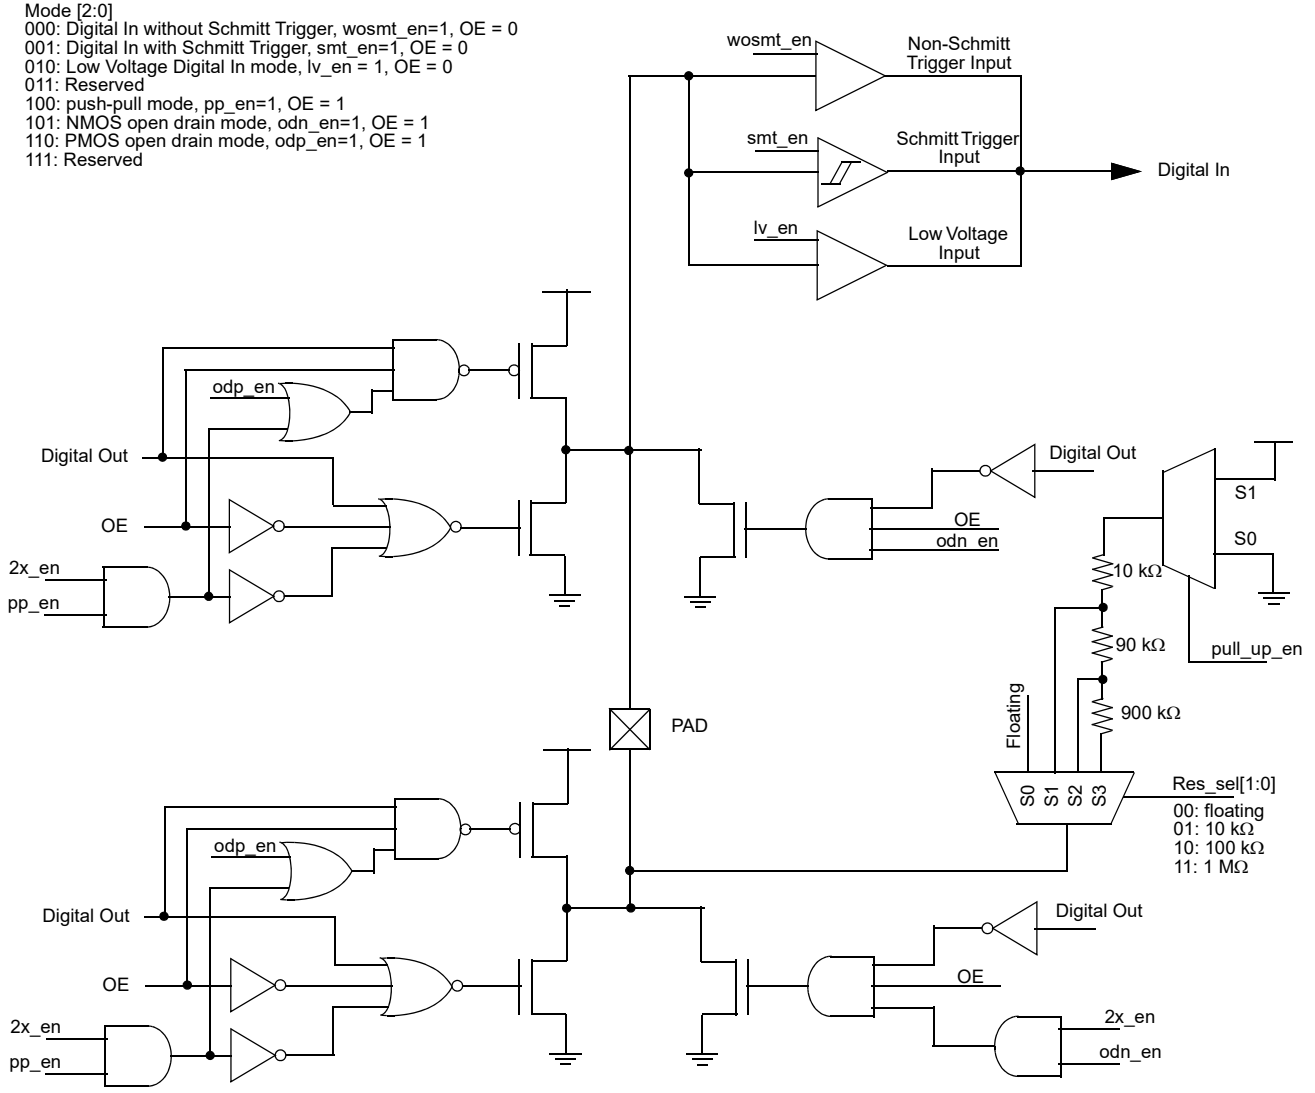 Mode [2:0]
000: Digital In without Schmitt Trigger, wosmt_en=1, OE = 0
001: Digital In with Schmitt Trigger, smt_en=1, OE = 0
010: Low Voltage Digital In mode, lv_en = 1, OE = 0
011: Reserved
100: push-pull mode, pp_en=1, OE = 1
101: NMOS open drain mode, odn_en=1, OE = 1
110: PMOS open drain mode, odp_en=1, OE = 1
111: Reserved
wosmt_en
Non-Schmitt
Trigger Input
smt_en
Schmitt Trigger
Input
Digital In
lv_en
Low Voltage
Input
odp_en
Digital Out
OE
2x_en
pp_en
Digital Out
OE
odn_en
S1
S0
10 kΩ
90 kΩ
900 kΩ
pull_up_en
Floating
PAD
S0
S1
S2
S3
Res_sel[1:0]
00: floating
01: 10 kΩ
10: 100 kΩ
11: 1 MΩ
odp_en
Digital Out
OE
2x_en
pp_en
Digital Out
OE
2x_en
odn_en